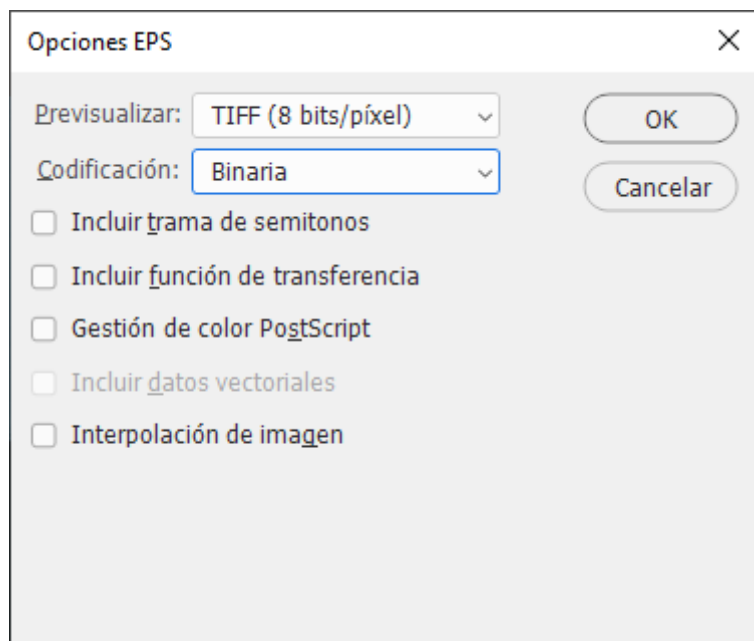 Opciones EPS
Previsualizar: TIFF (8 bits/píxel)
OK
Codificación: Binaria
Cancelar
Incluir trama de semitonos
Incluir función de transferencia
Gestión de color PostScript
Incluir datos vectoriales
Interpolación de imagen